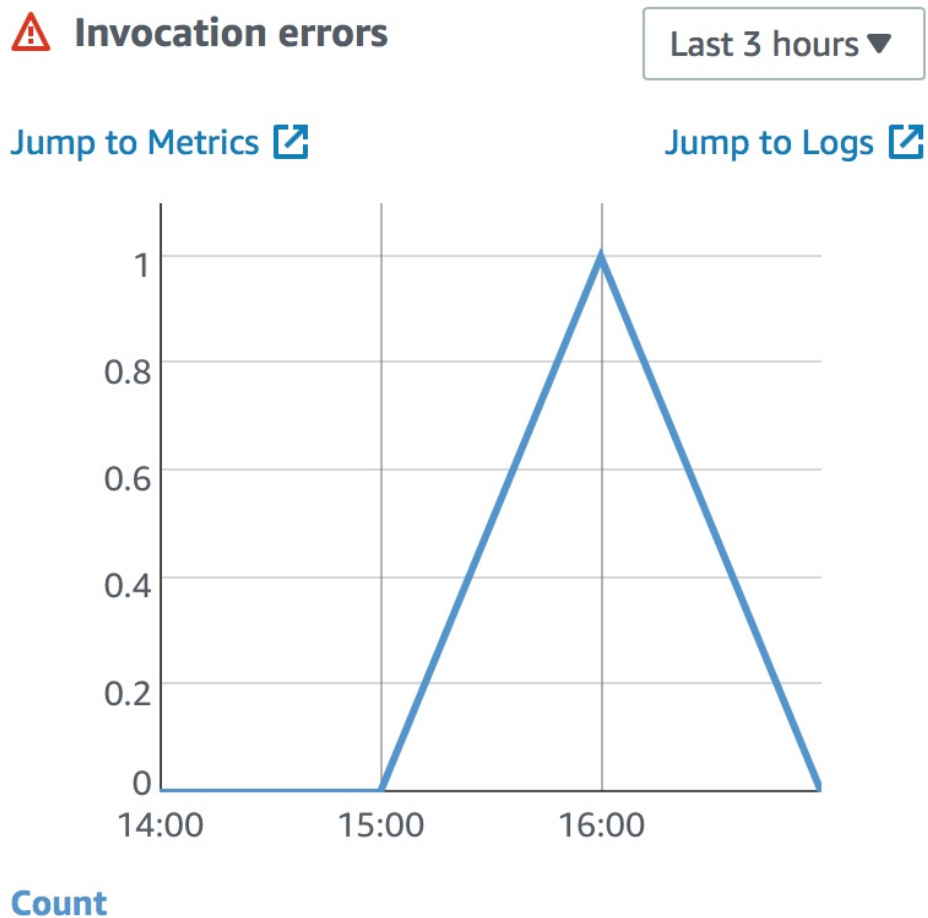 Invocation errors
Last 3 hours
Jump to Metrics
Jump to Logs
1
0.8
0.6
0.4
0.2
0
14:00 15:00 16:00
Count